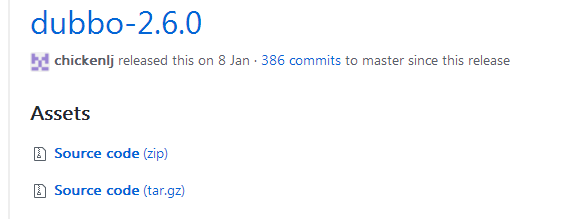 dubbo-2.6.0
chickenlj released this on 8 Jan · 386 commits to master since this release
Assets
Source code (zip)
Source code (tar.gz)